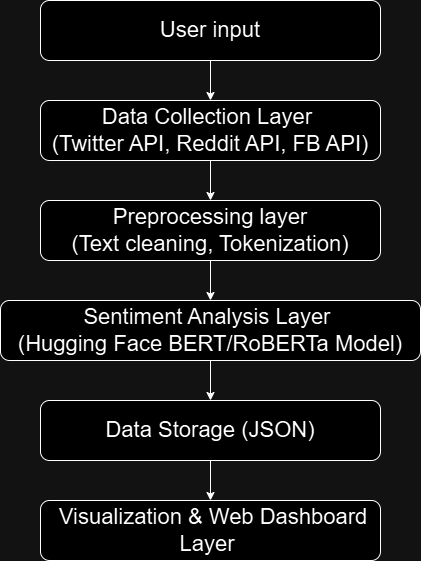 User input
Data Collection Layer
(Twitter API, Reddit API, FB API)
Preprocessing layer
(Text cleaning, Tokenization)
Sentiment Analysis Layer
(Hugging Face BERT/RoBERTa Model)
Data Storage (JSON)
Visualization & Web Dashboard
Layer